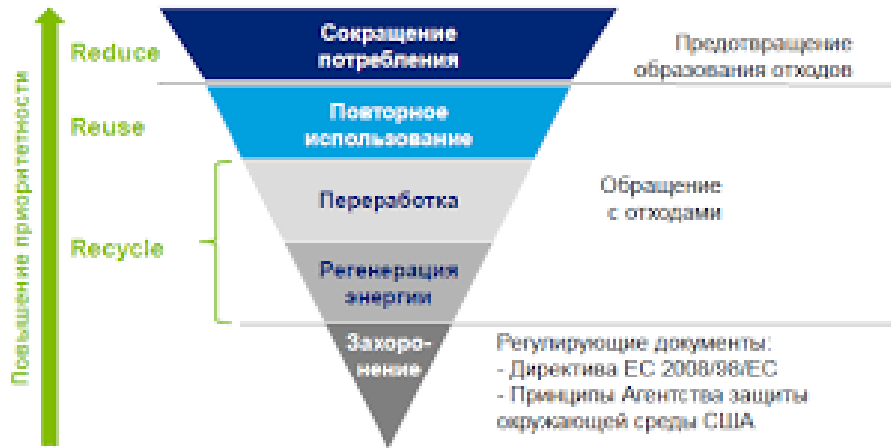 Повышение приоритетности
Reduce
Сокращение
потребления
Предотвращение
образования отходов
Reuse
Повторное
использование
Recycle
Переработка
Обращение
с отходами
Регенерация
энергии
Захоро-
нение
Регулирующие документы:
- Директива ЕС 2008/98/ЕС
- Принципы Агентства защиты
окружающей среды США